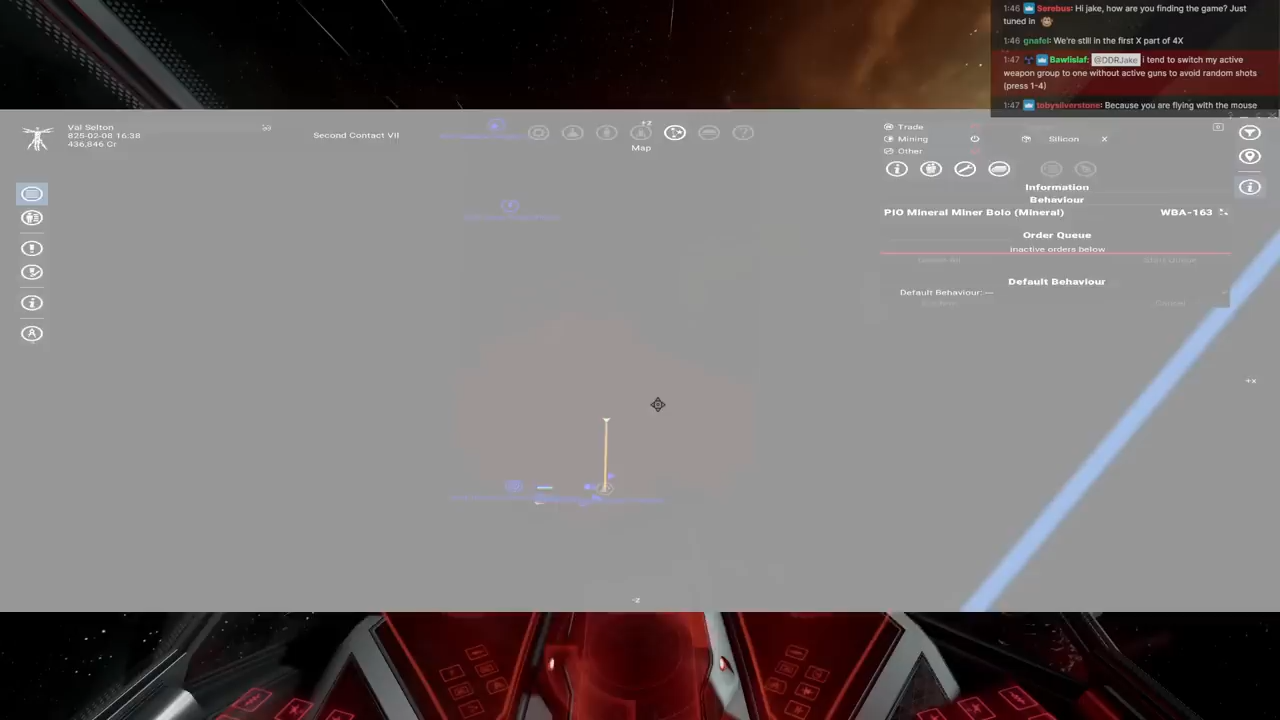 1:46 Serebus: Hi jake, how are you finding the game? Just
tuned in
1:46 gnafel: We're still in the first X part of 4X
1:47 Bawlislaf: @DDRJake i tend to switch my active
weapon group to one without active guns to avoid random shots
(press 1-4)
1:47 tobysilverstone: Because you are flying with the mouse
Val Selton
825-02-08 16:38
436,846 Cr
Second Contact VII
+Z
Map
Trade
Mining
Silicon X
Other
Information
Behaviour
PIO Mineral Miner Bolo (Mineral) WBA-163
Order Queue
inactive orders below
Default Behaviour
Default Behaviour: —
Confirm Cancel
+X
-Z